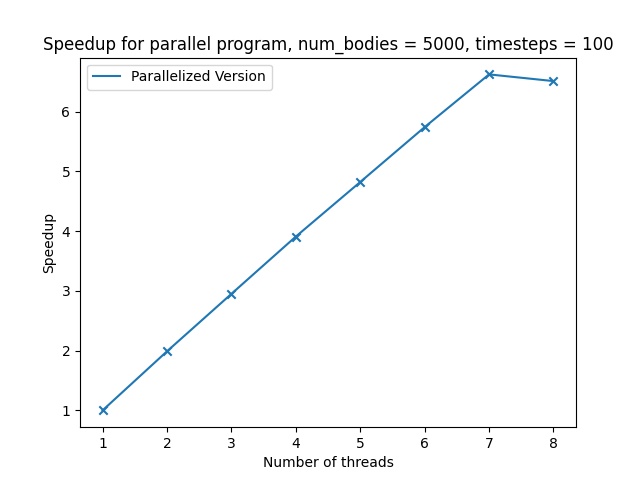 Speedup for parallel program, num_bodies = 5000, timesteps = 100
Parallelized Version
6
5
4
3
2
1
Speedup
1 2 3 4 5 6 7 8
Number of threads